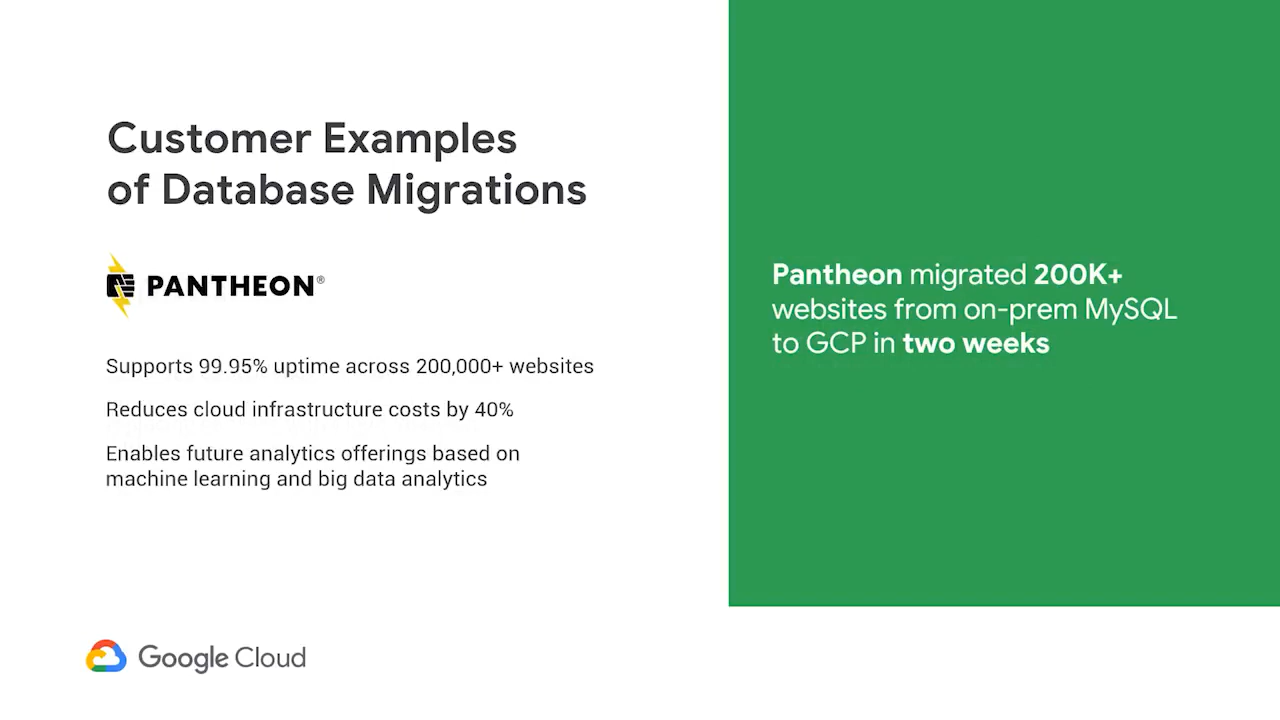 Customer Examples
of Database Migrations
PANTHEON®
Supports 99.95% uptime across 200,000+ websites
Reduces cloud infrastructure costs by 40%
Enables future analytics offerings based on
machine learning and big data analytics
Pantheon migrated 200K+
websites from on-prem MySQL
to GCP in two weeks
Google Cloud